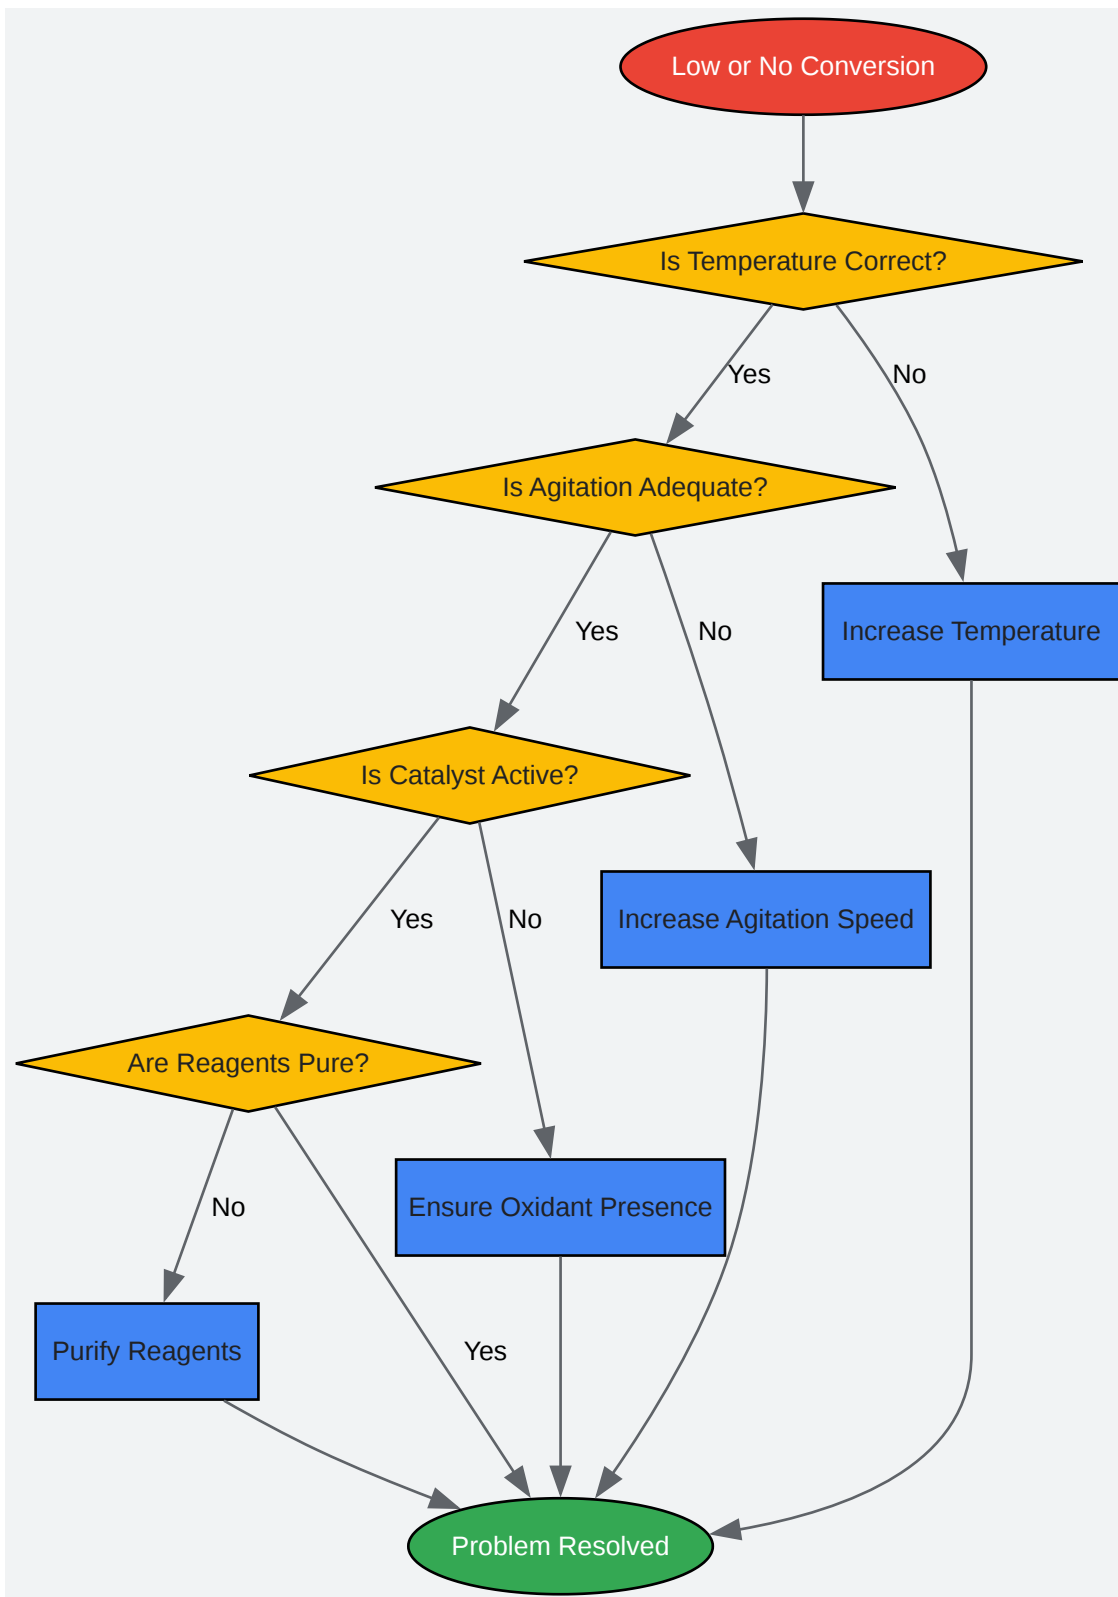 Low or No Conversion
Is Temperature Correct?
Yes
No
Is Agitation Adequate?
Yes
No
Increase Temperature
Is Catalyst Active?
Yes
No
Increase Agitation Speed
Are Reagents Pure?
No
Ensure Oxidant Presence
Purify Reagents
Yes
Problem Resolved